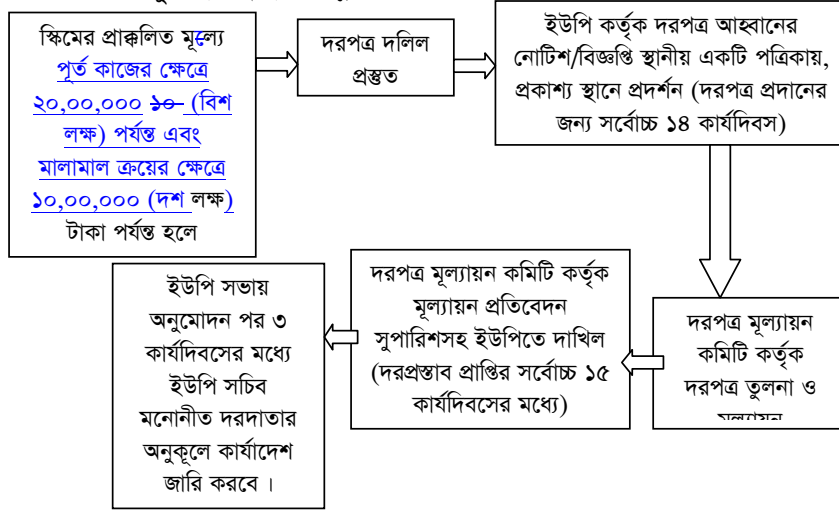 স্কিমের প্রাক্কলিত মূল্যে
পূর্ত কাজের ক্ষেত্রে
২০,০০,০০০ ১০ (বিশ
লক্ষ) পর্যন্ত এবং
মালামাল ক্রয়ের ক্ষেত্রে
১০,০০,০০০ (দশ লক্ষ)
টাকা পর্যন্ত হলে
দরপত্র দলিল
প্রস্তুত
ইউপি কর্তৃক দরপত্র আহ্বানের
নোটিশ/বিজ্ঞপ্তি স্থানীয় একটি পত্রিকায়,
প্রকাশ্য স্থানে প্রদর্শন (দরপত্র প্রদানের
জন্য সর্বোচ্চ ১৪ কার্যদিবস)
দরপত্র মূল্যায়ন
কমিটি কর্তৃক
দরপত্র তুলনা ও
দরপত্র মূল্যায়ন কমিটি কর্তৃক
মূল্যায়ন প্রতিবেদন
সুপারিশসহ ইউপিতে দাখিল
(দরপ্রস্তাব প্রাপ্তির সর্বোচ্চ ১৫
কার্যদিবসের মধ্যে)
ইউপি সভায়
অনুমোদন পর ৩
কার্যদিবসের মধ্যে
ইউপি সচিব
মনোনীত দরদাতার
অনুকূলে কার্যাদেশ
জারি করবে ।